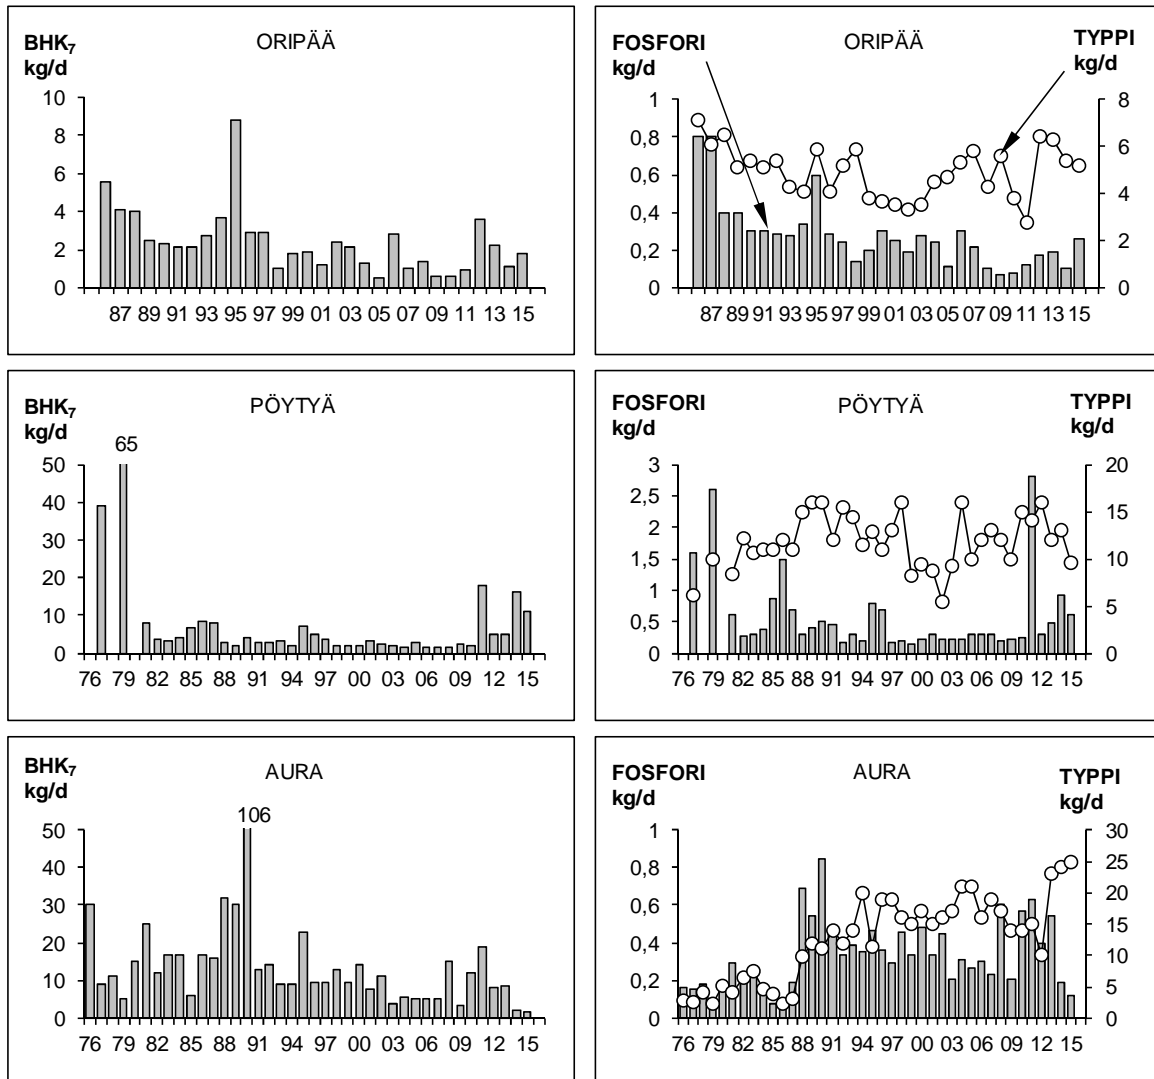 BHK₇
kg/d
ORIPÄÄ
10
8
6
4
2
0
87 89 91 93 95 97 99 01 03 05 07 09 11 13 15
FOSFORI
kg/d
ORIPÄÄ
TYPPI
kg/d
1
0,8
0,6
0,4
0,2
0
8
6
4
2
0
87 89 91 93 95 97 99 01 03 05 07 09 11 13 15
BHK₇
kg/d
PÖYTYÄ
65
50
40
30
20
10
0
76 79 82 85 88 91 94 97 00 03 06 09 12 15
FOSFORI
kg/d
PÖYTYÄ
TYPPI
kg/d
3
2,5
2
1,5
1
0,5
0
20
15
10
5
0
76 79 82 85 88 91 94 97 00 03 06 09 12 15
BHK₇
kg/d
AURA
106
50
40
30
20
10
0
76 79 82 85 88 91 94 97 00 03 06 09 12 15
FOSFORI
kg/d
AURA
TYPPI
kg/d
1
0,8
0,6
0,4
0,2
0
30
25
20
15
10
5
0
76 79 82 85 88 91 94 97 00 03 06 09 12 15